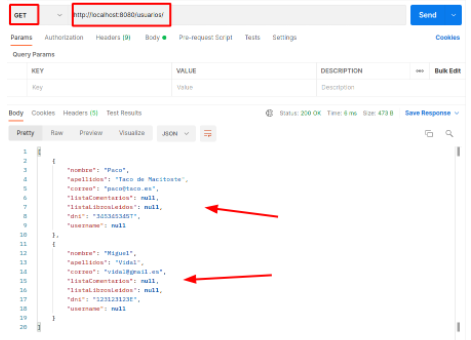 GET http://localhost:8080/usuarios/ Send
Params Authorization Headers (9) Body Pre-request Script Tests Settings Cookies
Query Params
KEY VALUE DESCRIPTION ooo Bulk Edit
Key Value Description
Body Cookies Headers (5) Test Results Status: 200 OK Time: 6 ms Size: 473 B Save Response
Pretty Raw Preview Visualize JSON
1 [
2 {
3 "nombre": "Paco",
4 "apellidos": "Taco de Macitoste",
5 "correo": "paco@taco.es",
6 "listaComentarios": null,
7 "listaLibrosLeidos": null,
8 "dni": "3453453457",
9 "username": null
10 },
11 {
12 "nombre": "Miguel",
13 "apellidos": "Vidal",
14 "correo": "vidal@gmail.es",
15 "listaComentarios": null,
16 "listaLibrosLeidos": null,
17 "dni": "123123123E",
18 "username": null
19 }
20 ]